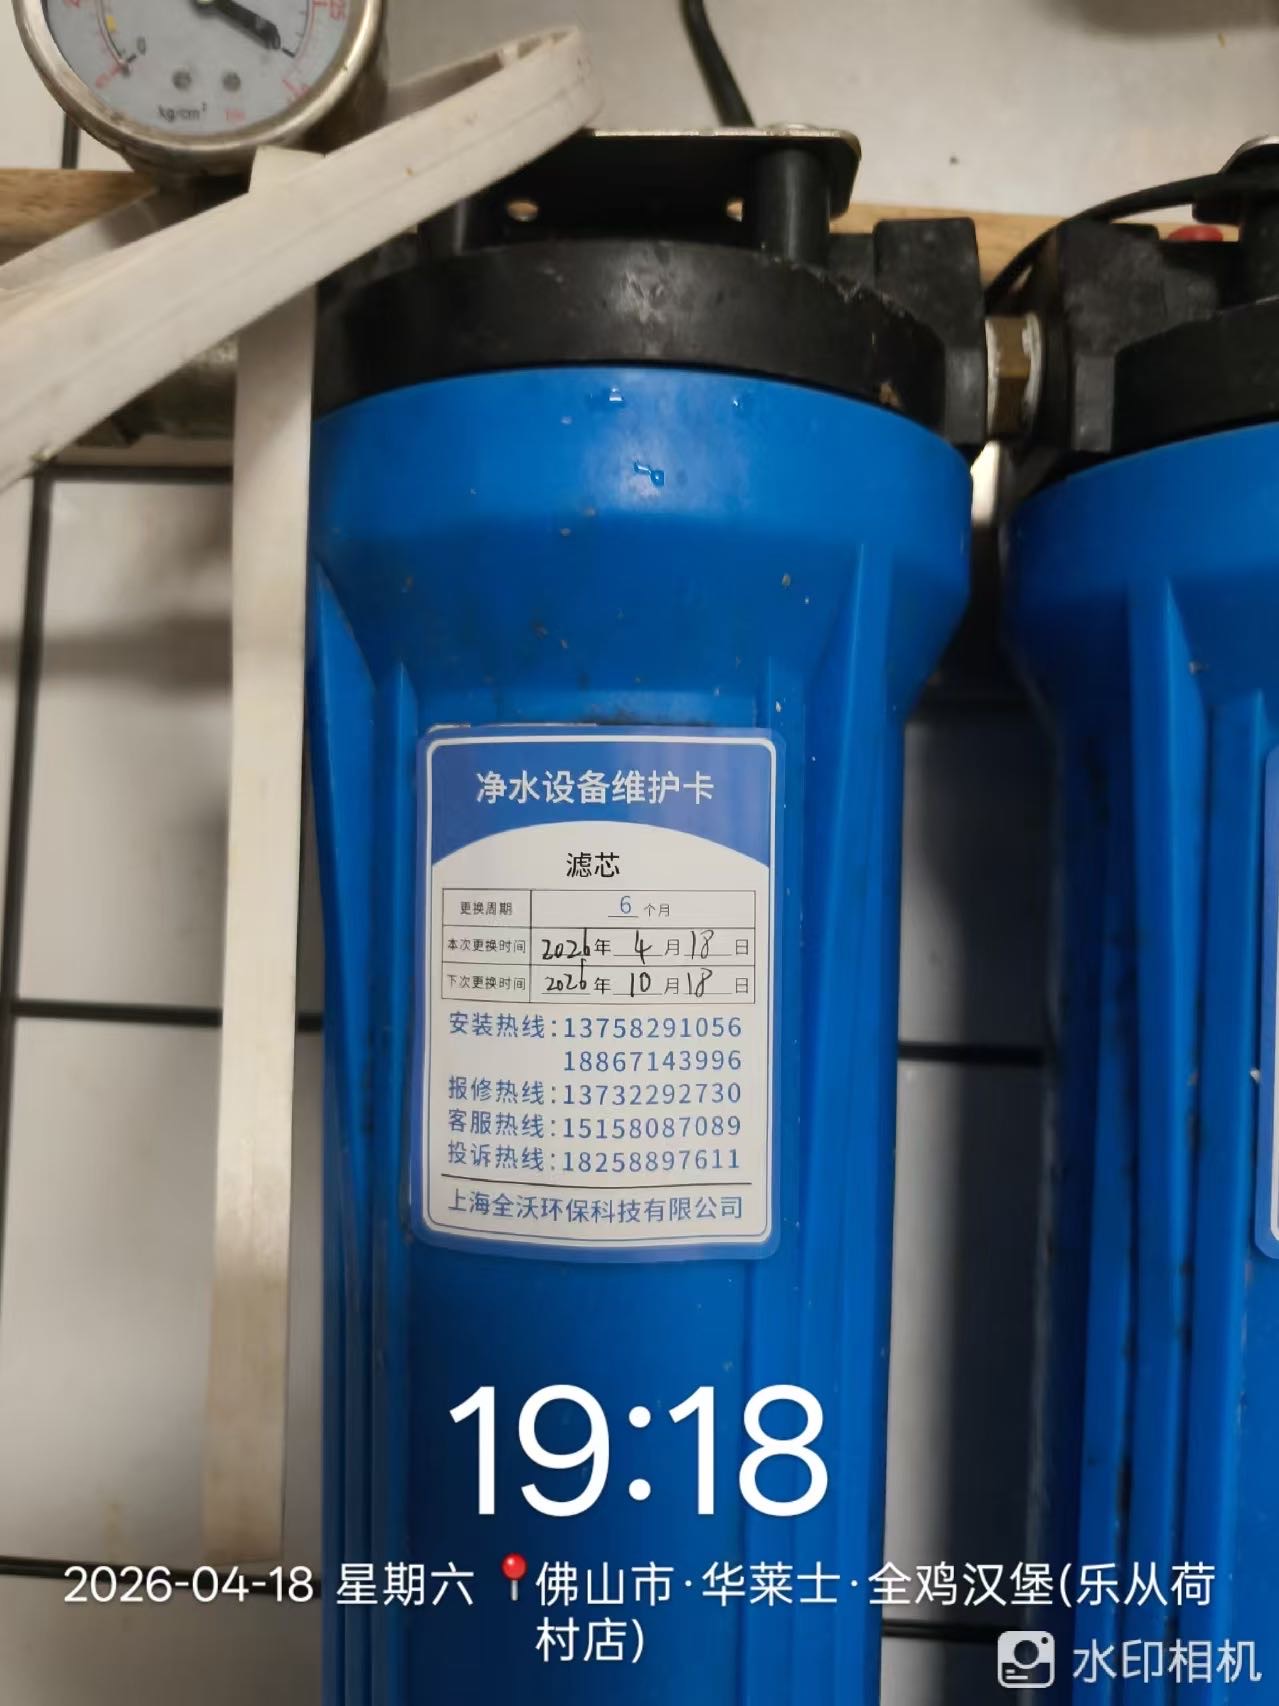 0
10
kg/cm²
净水设备维护卡
滤芯
更换周期 6 个月
本次更换时间 2026年 4 月 18 日
下次更换时间 2026年 10 月 18 日
安装热线:13758291056
18867143996
报修热线:13732292730
客服热线:15158087089
投诉热线:18258897611
上海全沃环保科技有限公司
19:18
2026-04-18 星期六 📍佛山市·华莱士·全鸡汉堡(乐从荷
村店)
水印相机